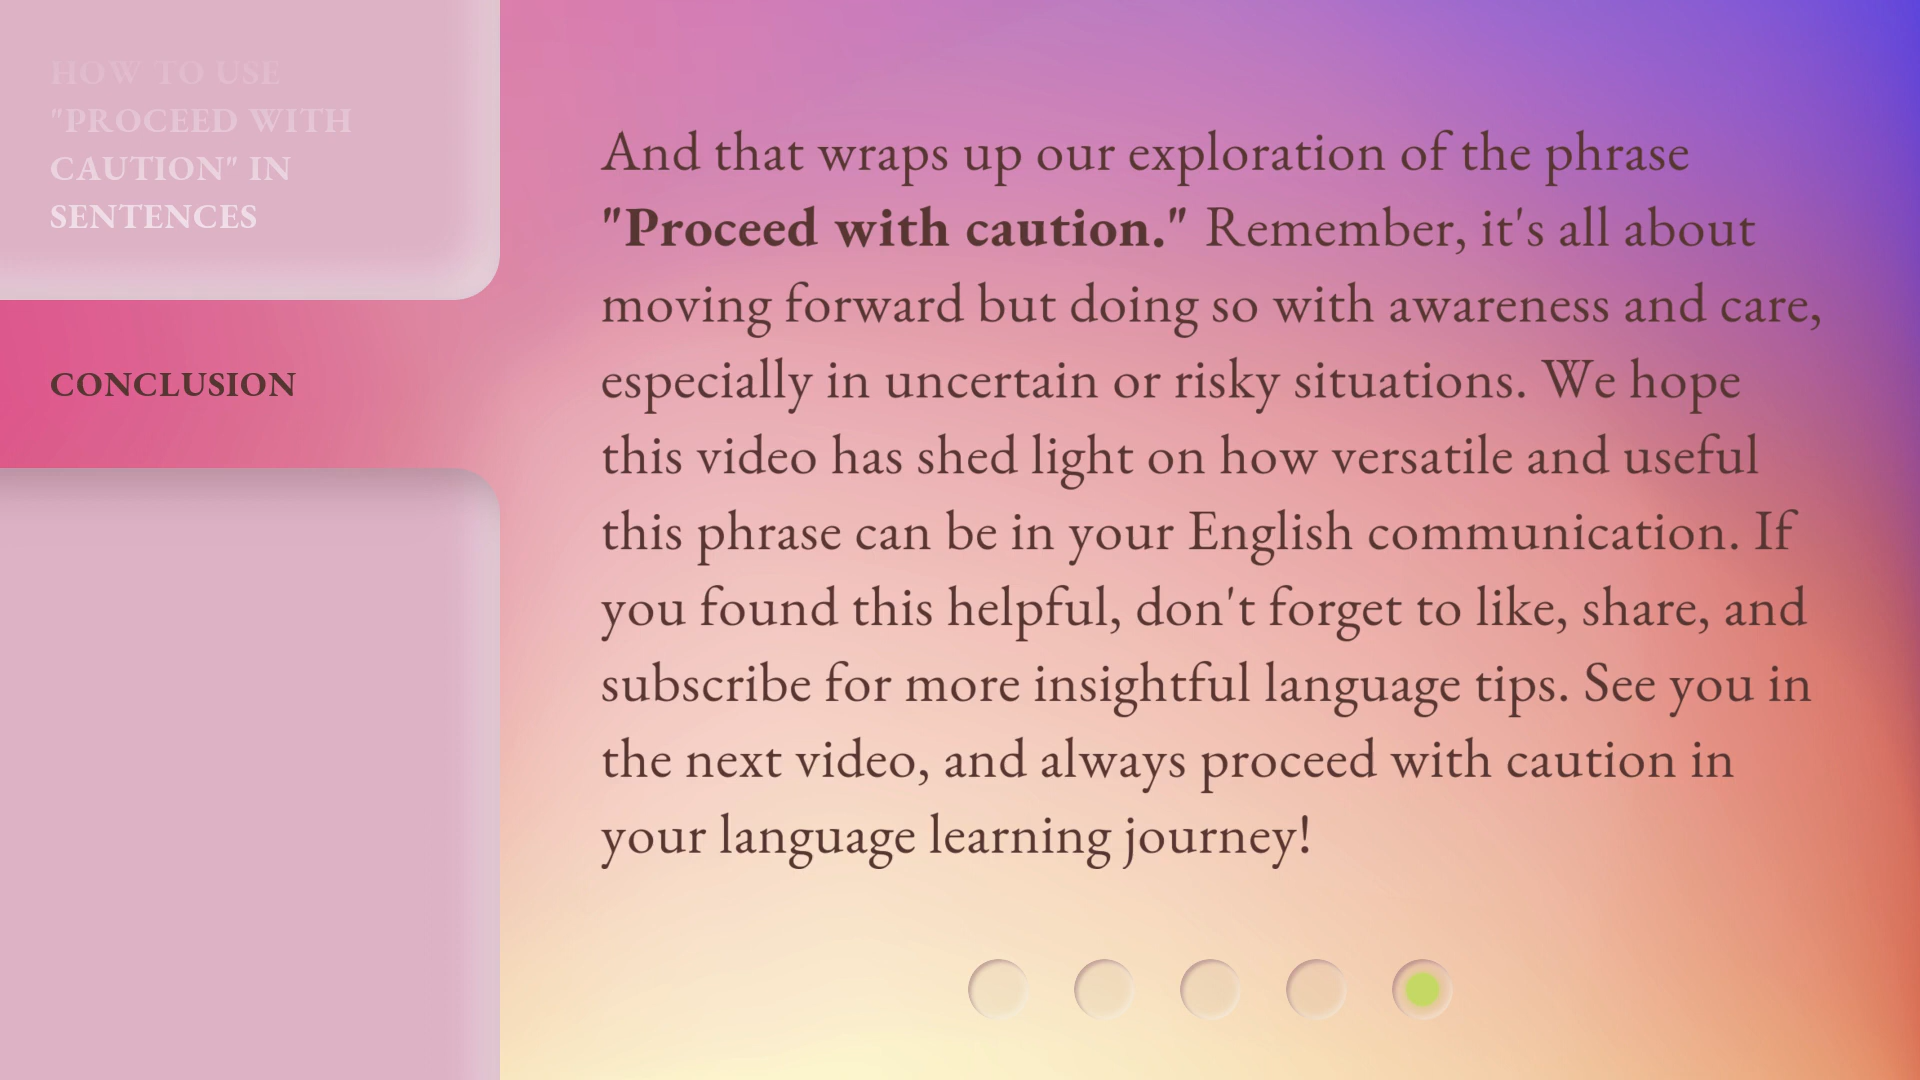 HOW TO USE
"PROCEED WITH
CAUTION" IN
SENTENCES
CONCLUSION
And that wraps up our exploration of the phrase
"Proceed with caution." Remember, it's all about
moving forward but doing so with awareness and care,
especially in uncertain or risky situations. We hope
this video has shed light on how versatile and useful
this phrase can be in your English communication. If
you found this helpful, don't forget to like, share, and
subscribe for more insightful language tips. See you in
the next video, and always proceed with caution in
your language learning journey!